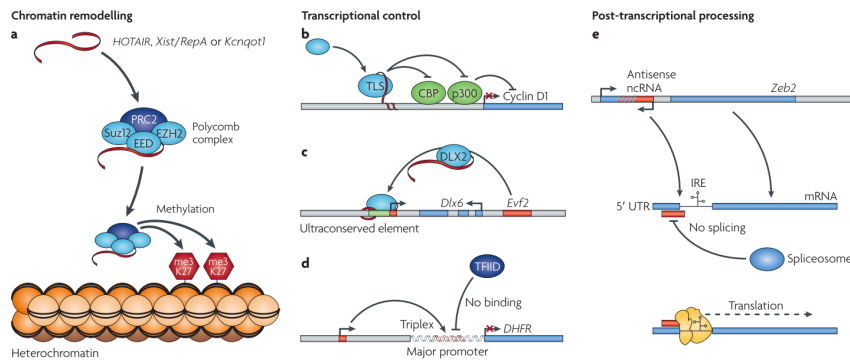 Chromatin remodelling
a
HOTAIR, Xist/RepA or Kcnqot1
PRC2
Suz12
EZH2
EED
Polycomb
complex
Methylation
me3
K27
me3
K27
Heterochromatin
Transcriptional control
b
TLS
CBP
p300
Cyclin D1
c
DLX2
Dlx6
Evf2
Ultraconserved element
d
TFIID
No binding
Triplex
DHFR
Major promoter
Post-transcriptional processing
e
Antisense
ncRNA
Zeb2
IRE
mRNA
5′ UTR
No splicing
Spliceosome
Translation